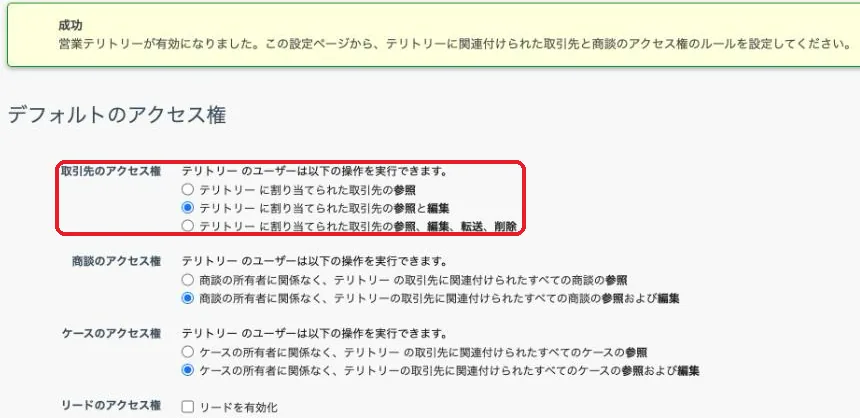 成功
営業テリトリーが有効になりました。この設定ページから、テリトリーに関連付けられた取引先と商談のアクセス権のルールを設定してください。
デフォルトのアクセス権
取引先のアクセス権 テリトリー のユーザーは以下の操作を実行できます。
テリトリー に割り当てられた取引先の参照
テリトリー に割り当てられた取引先の参照と編集
テリトリー に割り当てられた取引先の参照、編集、転送、削除
商談のアクセス権 テリトリー のユーザーは以下の操作を実行できます。
商談の所有者に関係なく、テリトリー の取引先に関連付けられたすべての商談の参照
商談の所有者に関係なく、テリトリーの取引先に関連付けられたすべての商談の参照および編集
ケースのアクセス権 テリトリー のユーザーは以下の操作を実行できます。
ケースの所有者に関係なく、テリトリー の取引先に関連付けられたすべてのケースの参照
ケースの所有者に関係なく、テリトリーの取引先に関連付けられたすべてのケースの参照および編集
リードのアクセス権 リードを有効化